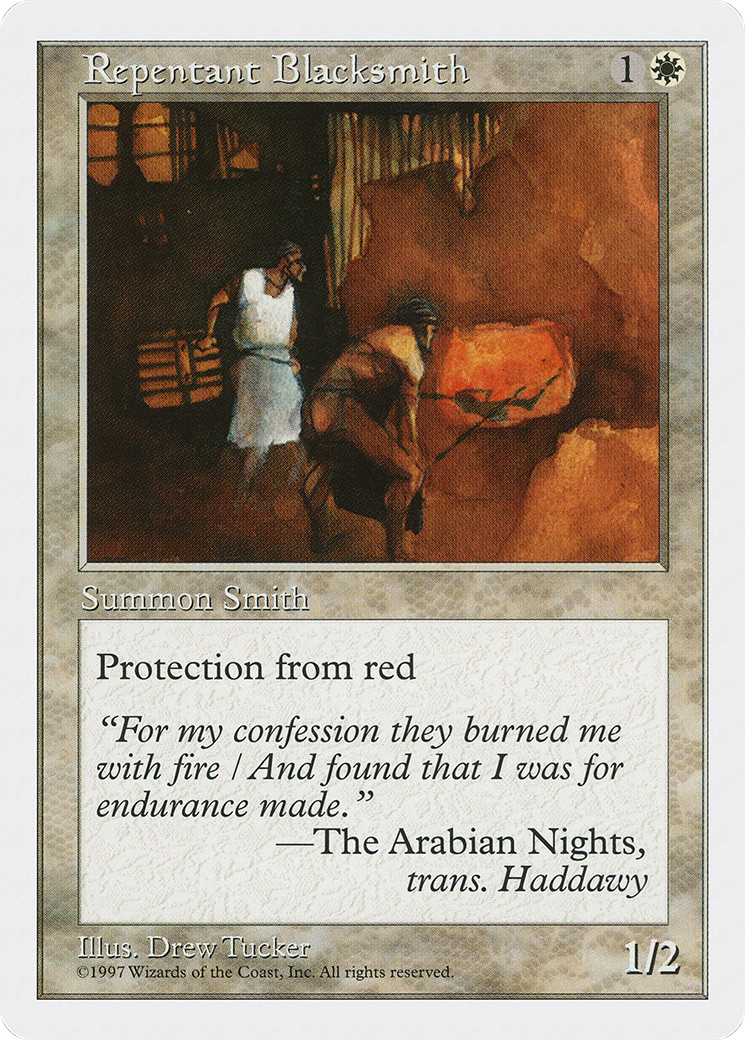 Repentant Blacksmith 1
Summon Smith
Protection from red
“For my confession they burned me
with fire / And found that I was for
endurance made.”
—The Arabian Nights,
trans. Haddawy
Illus. Drew Tucker
©1997 Wizards of the Coast, Inc. All rights reserved.
1/2